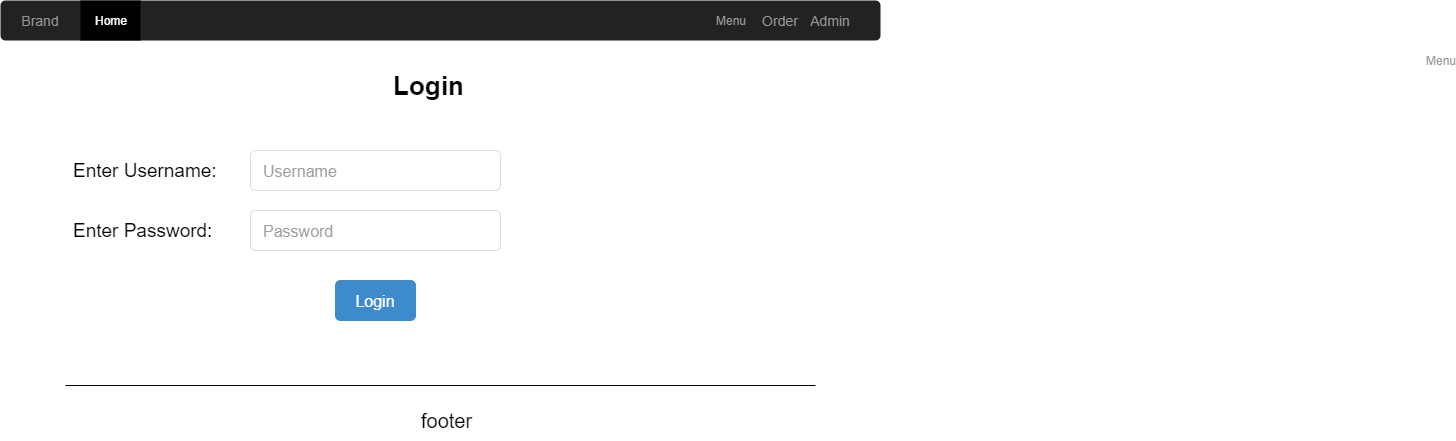 Brand Home Menu Order Admin
Menu
Login
Enter Username: Username
Enter Password: Password
Login
footer